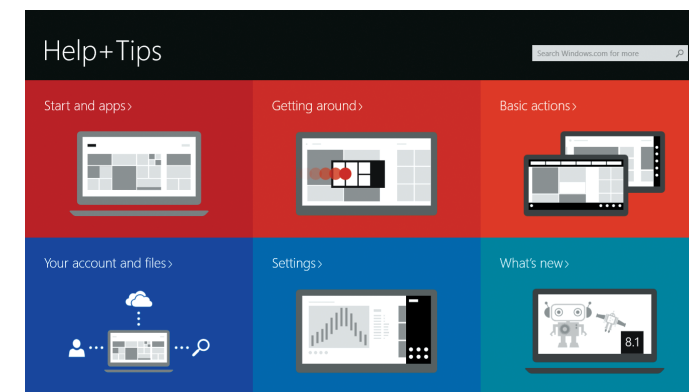 Help+Tips
Search Windows.com for more
Start and apps>
Getting around>
Basic actions>
Your account and files>
Settings>
What's new>
8.1